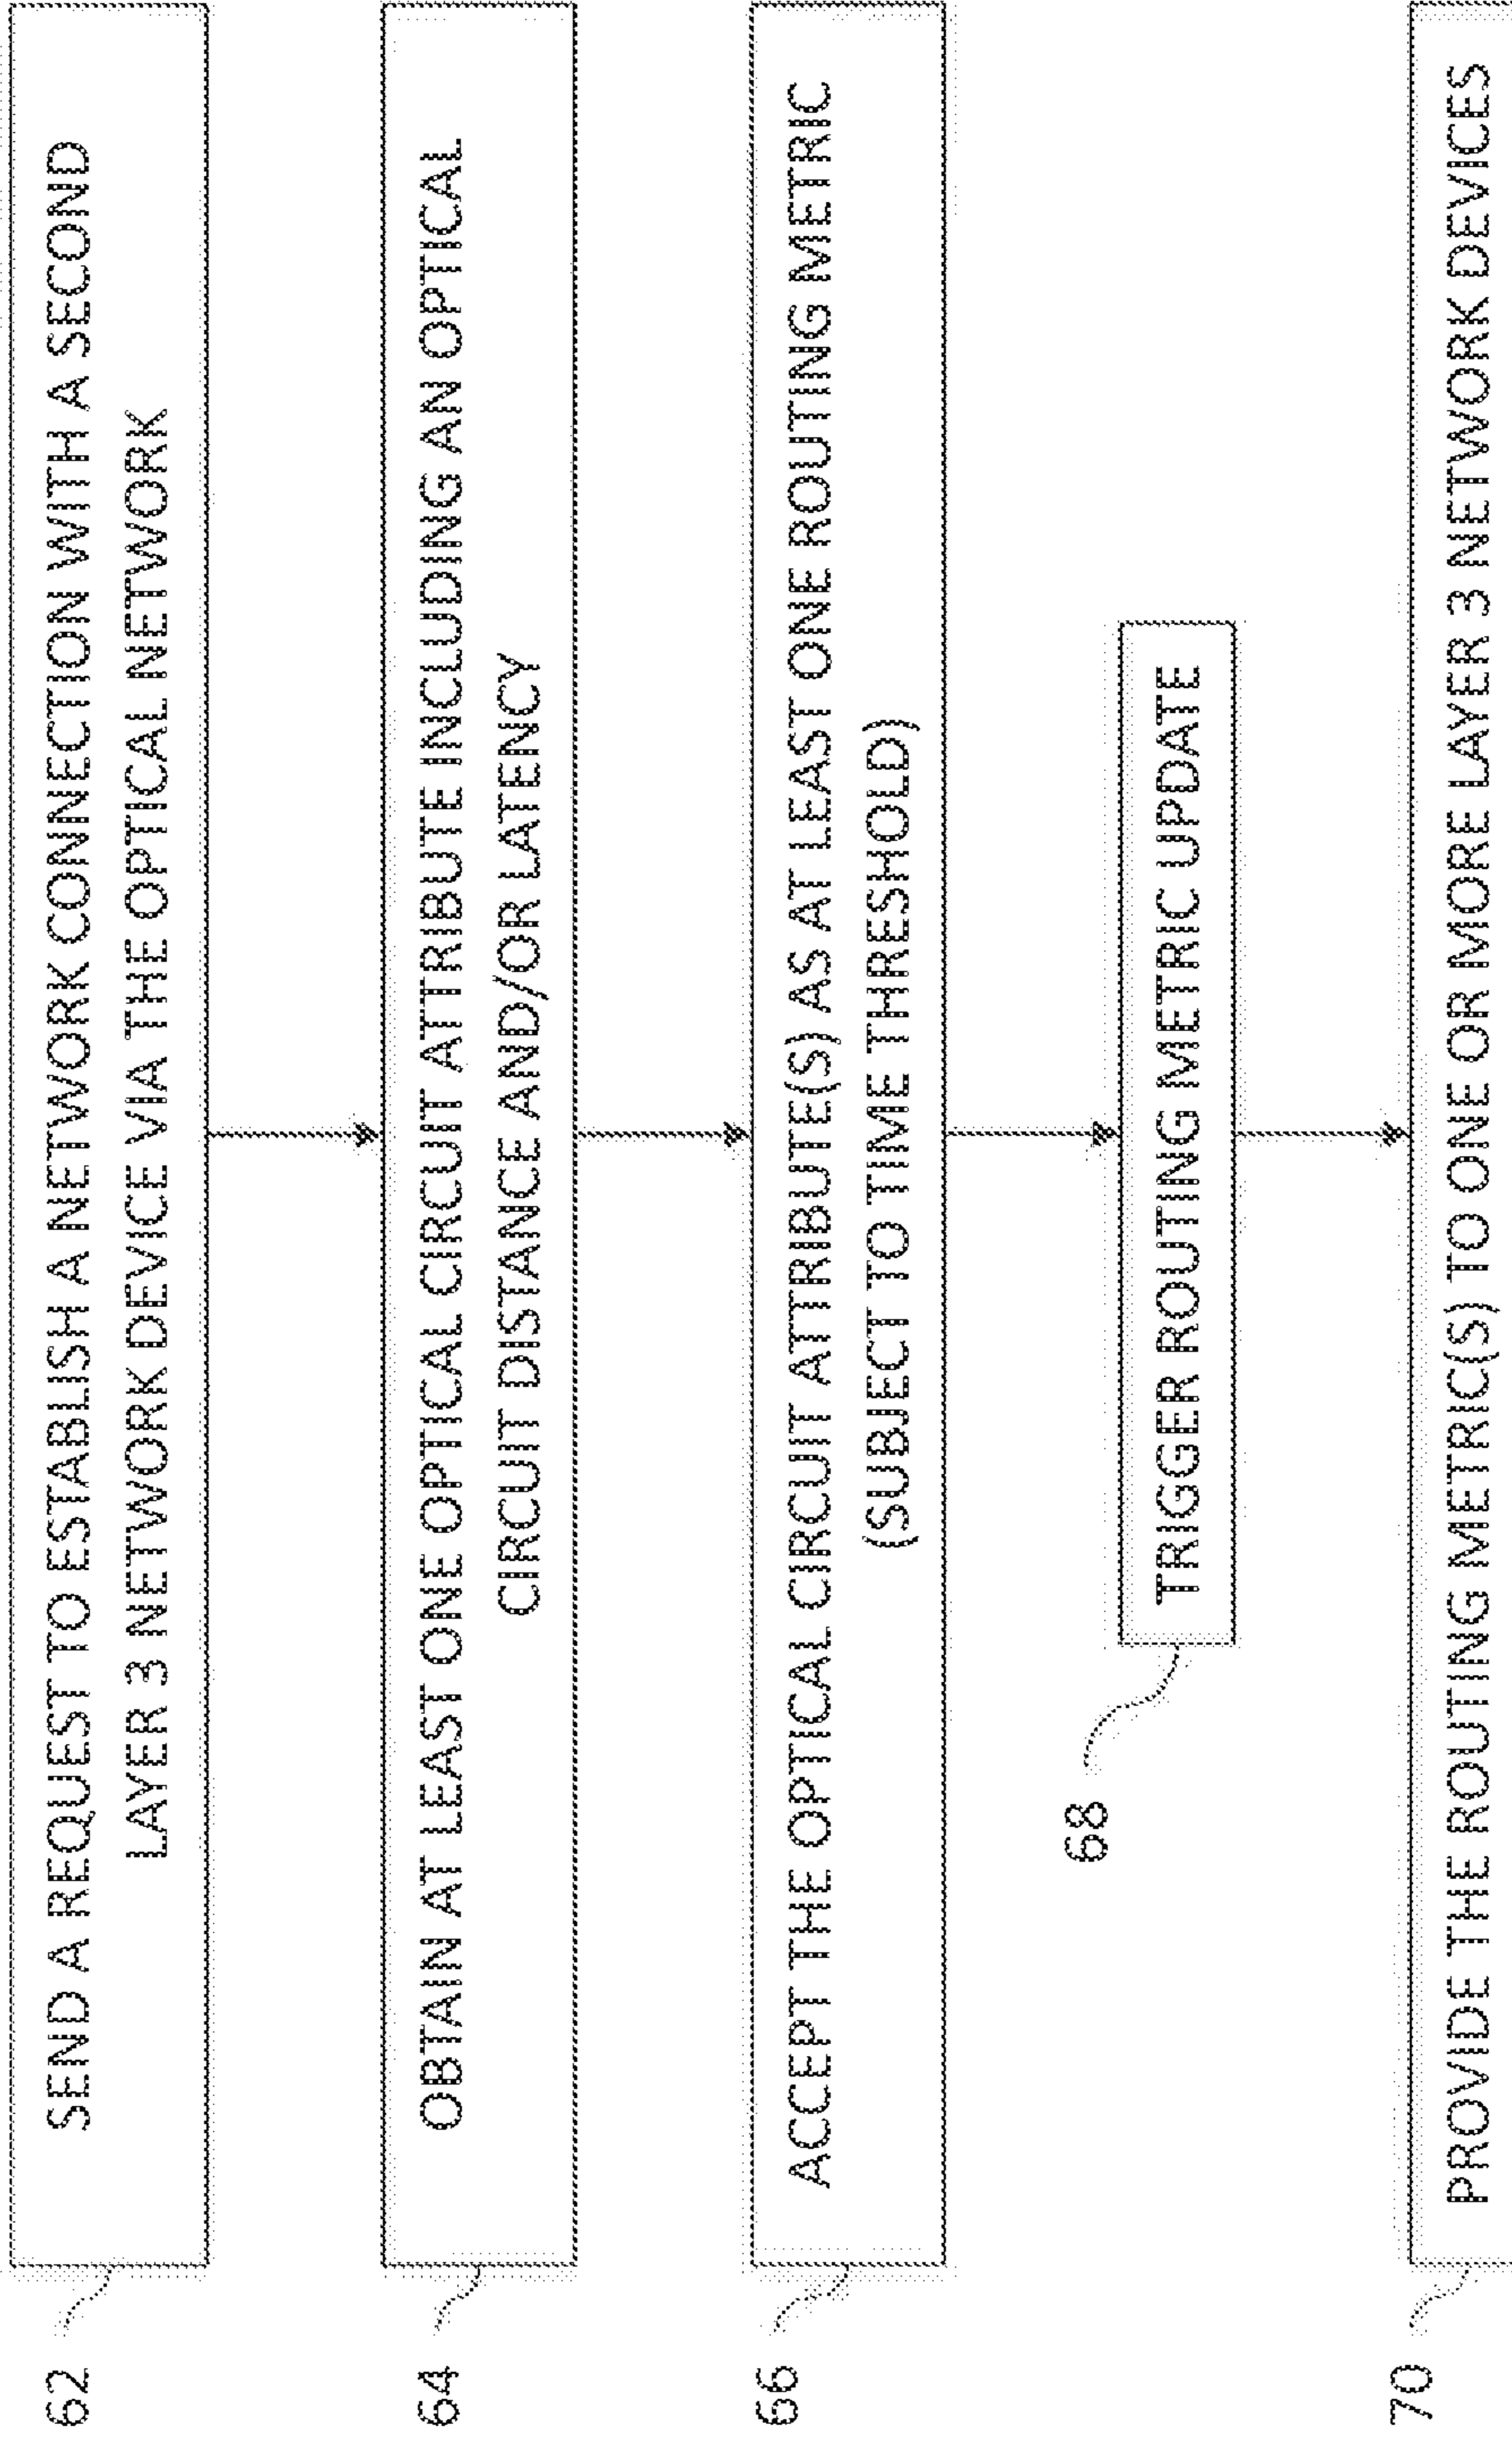 62
SEND A REQUEST TO ESTABLISH A NETWORK CONNECTION WITH A SECOND
LAYER 3 NETWORK DEVICE VIA THE OPTICAL NETWORK
64
OBTAIN AT LEAST ONE OPTICAL CIRCUIT ATTRIBUTE INCLUDING AN OPTICAL
CIRCUIT DISTANCE AND/OR LATENCY
66
ACCEPT THE OPTICAL CIRCUIT ATTRIBUTE(S) AS AT LEAST ONE ROUTING METRIC
(SUBJECT TO TIME THRESHOLD)
68
TRIGGER ROUTING METRIC UPDATE
70
PROVIDE THE ROUTING METRIC(S) TO ONE OR MORE LAYER 3 NETWORK DEVICES